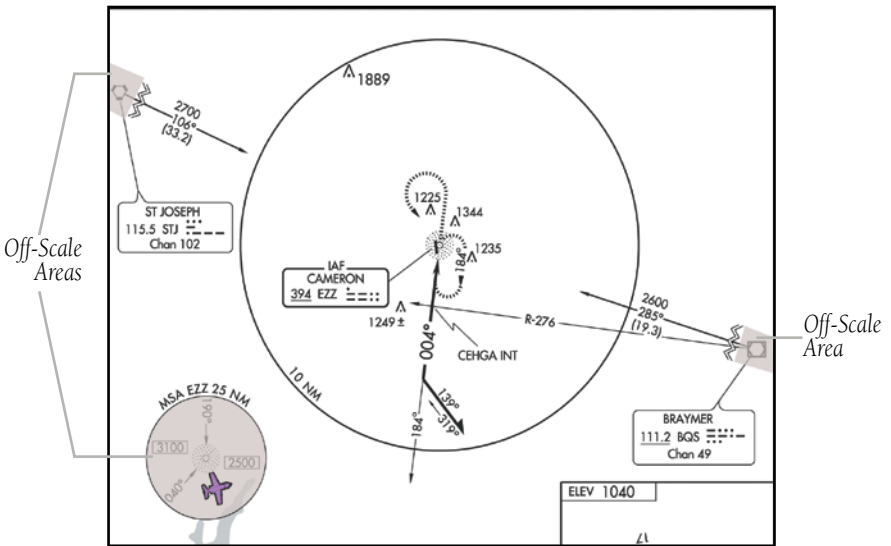 1889
2700
106°
(33.2)
ST JOSEPH
115.5 STJ
Chan 102
Off-Scale
Areas
1225
1344
1235
184°
IAF
CAMERON
394 EZZ
1249 ±
004°
R-276
CEHGA INT
2600
285°
(19.3)
Off-Scale
Area
10 NM
139°
319°
184°
BRAYMER
111.2 BQS
Chan 49
MSA EZZ 25 NM
190°
3100
2500
040°
ELEV 1040
17